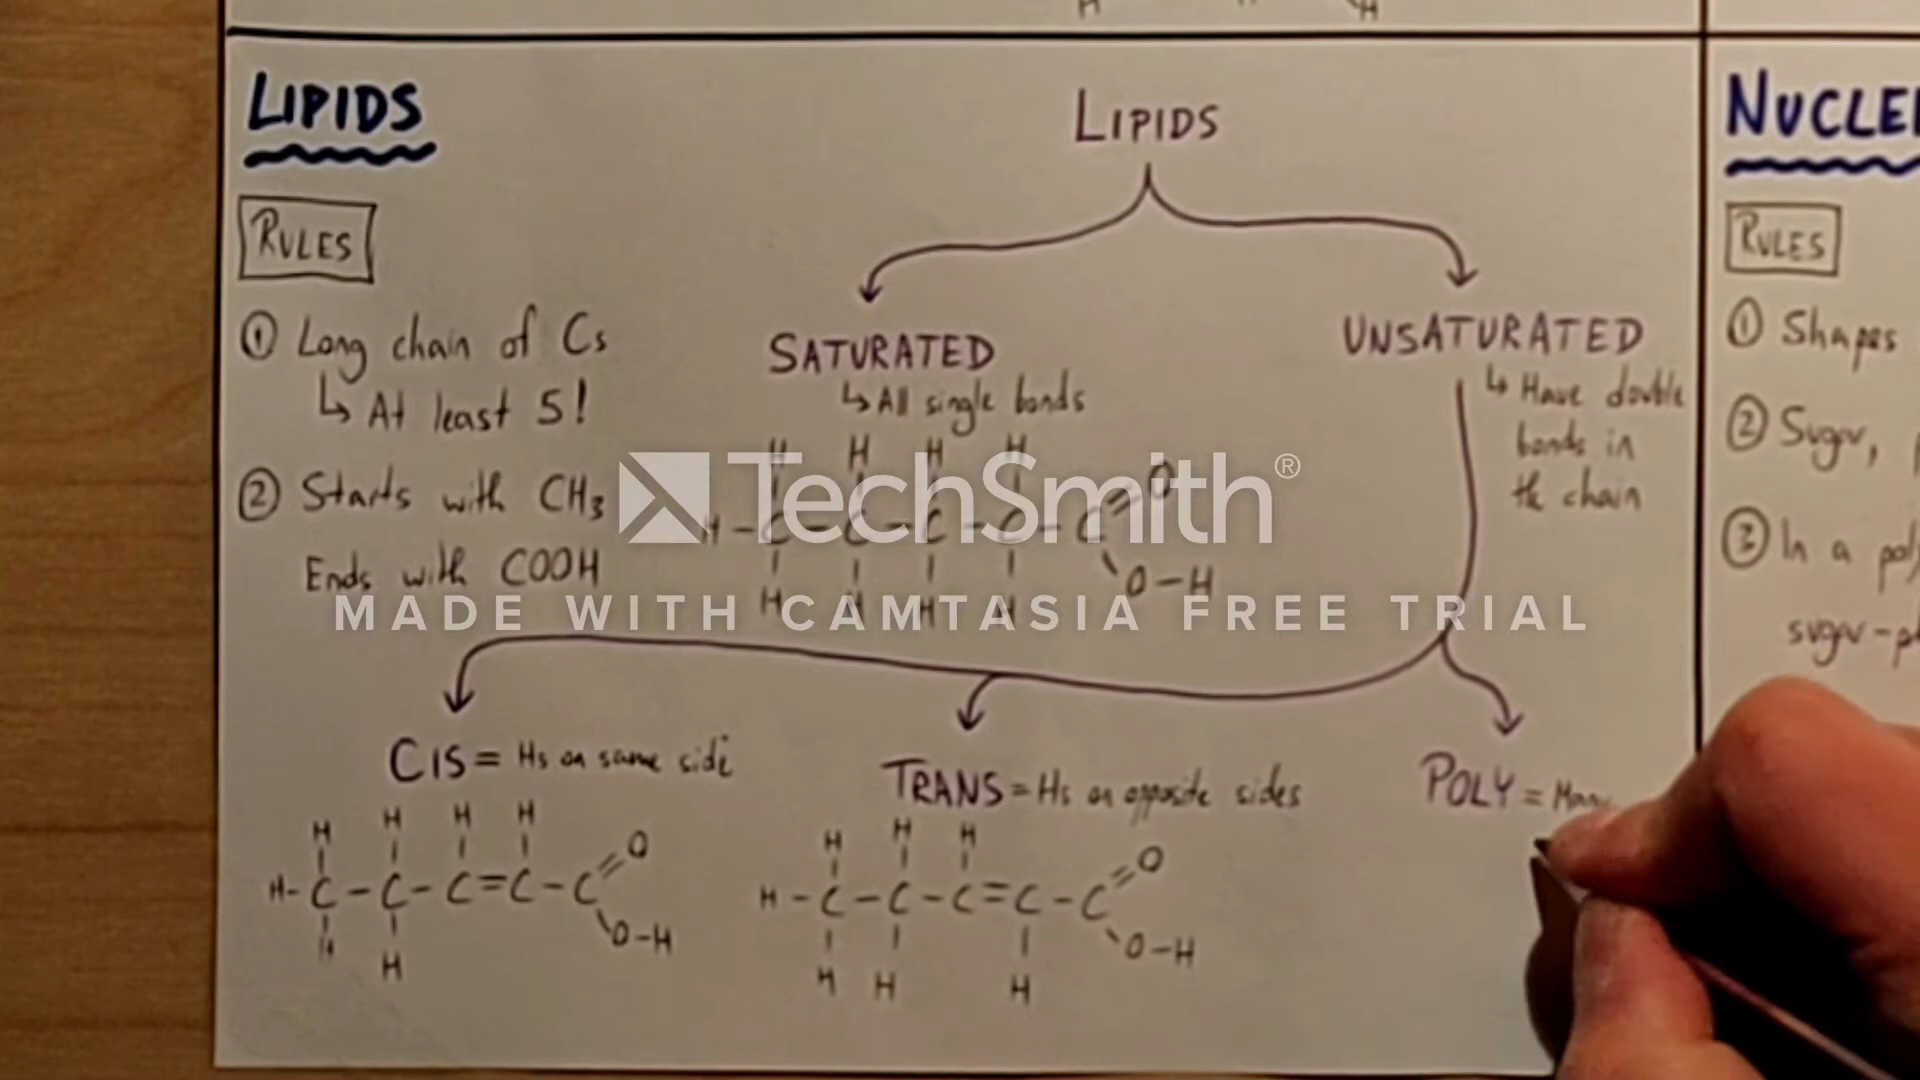 LIPIDS
RULES
① Long chain of Cs
↳ At least 5!
② Starts with CH3
Ends with COOH
LIPIDS
SATURATED
↳ All single bonds
H H H H
H-C-C-C-C-C=O
O-H
H H H H
UNSATURATED
↳ Have double
bonds in
the chain
CIS = Hs on same side
H H H H
O
H-C-C-C=C-C
O-H
H H
TRANS = Hs on opposite sides
H H H
O
H-C-C-C=C-C
O-H
H H H
POLY = Many
NUCLE
RULES
① Shapes
② Sugar,
③ In a
sugar-p
TechSmith®
MADE WITH CAMTASIA FREE TRIAL